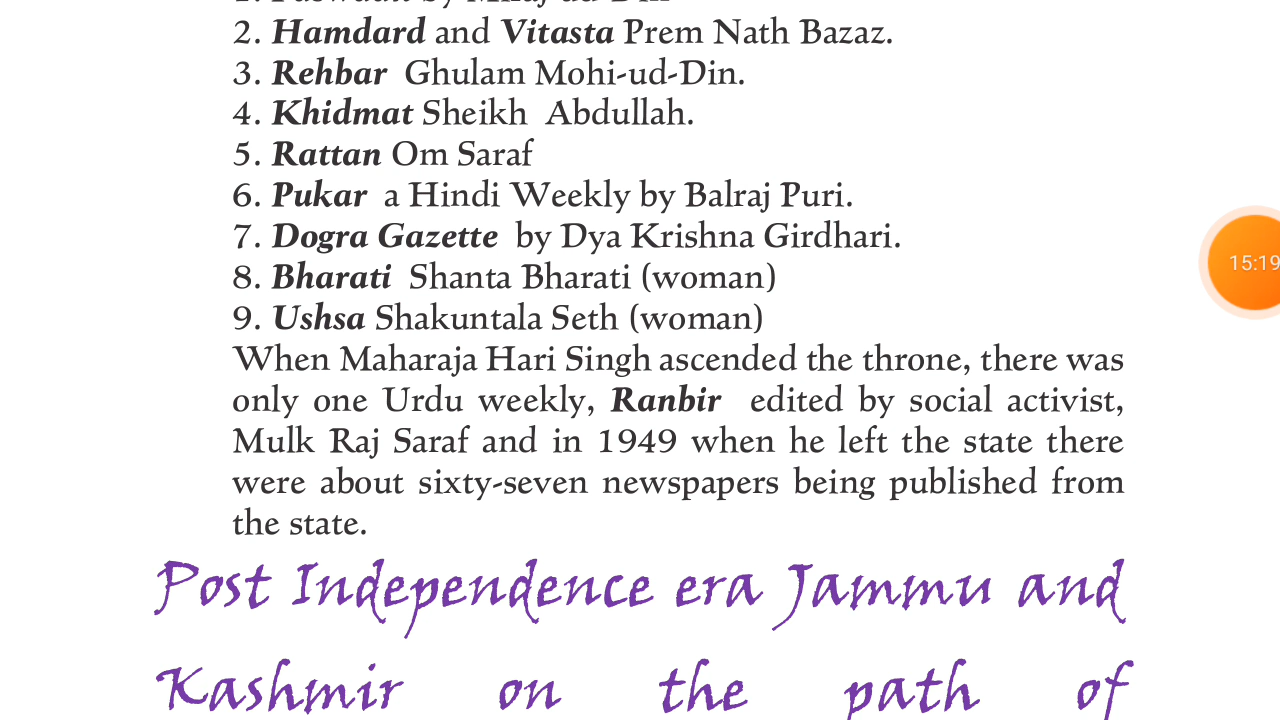 2. Hamdard and Vitasta Prem Nath Bazaz.
3. Rehbar Ghulam Mohi-ud-Din.
4. Khidmat Sheikh Abdullah.
5. Rattan Om Saraf
6. Pukar a Hindi Weekly by Balraj Puri.
7. Dogra Gazette by Dya Krishna Girdhari.
8. Bharati Shanta Bharati (woman)
9. Ushsa Shakuntala Seth (woman)
When Maharaja Hari Singh ascended the throne, there was
only one Urdu weekly, Ranbir edited by social activist,
Mulk Raj Saraf and in 1949 when he left the state there
were about sixty-seven newspapers being published from
the state.
Post Independence era Jammu and
Kashmir on the path of
15:19